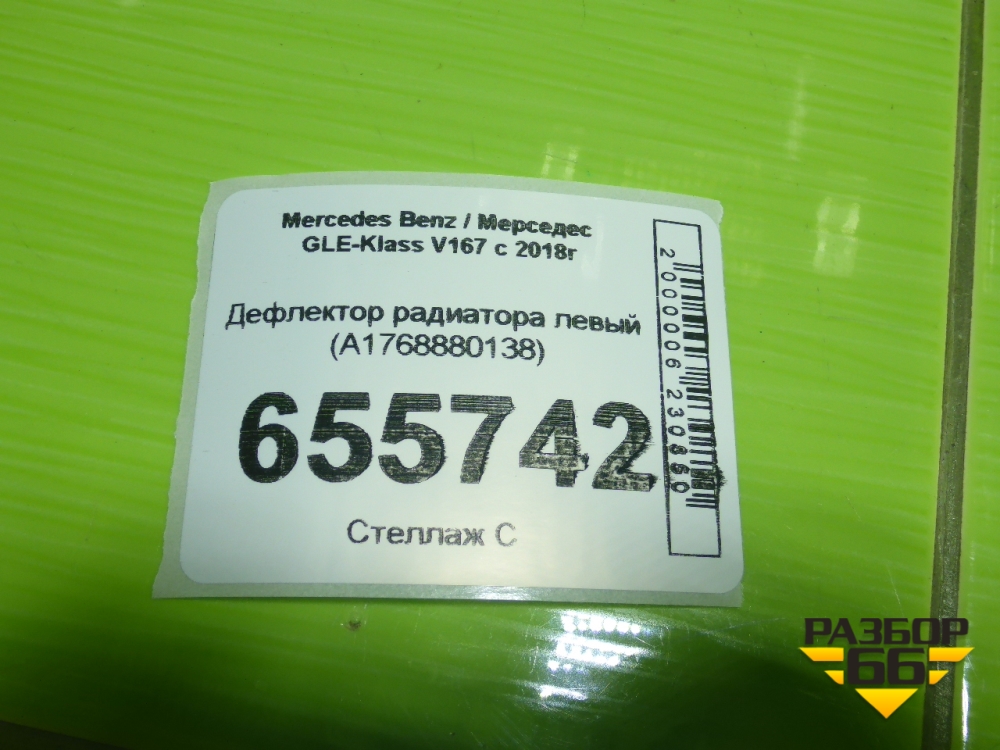 Mercedes Benz / Мерседес
GLE-Klass V167 с 2018г
Дефлектор радиатора левый
(A1768880138)
655742
Стеллаж С
2000006230860
РАЗБОР
66